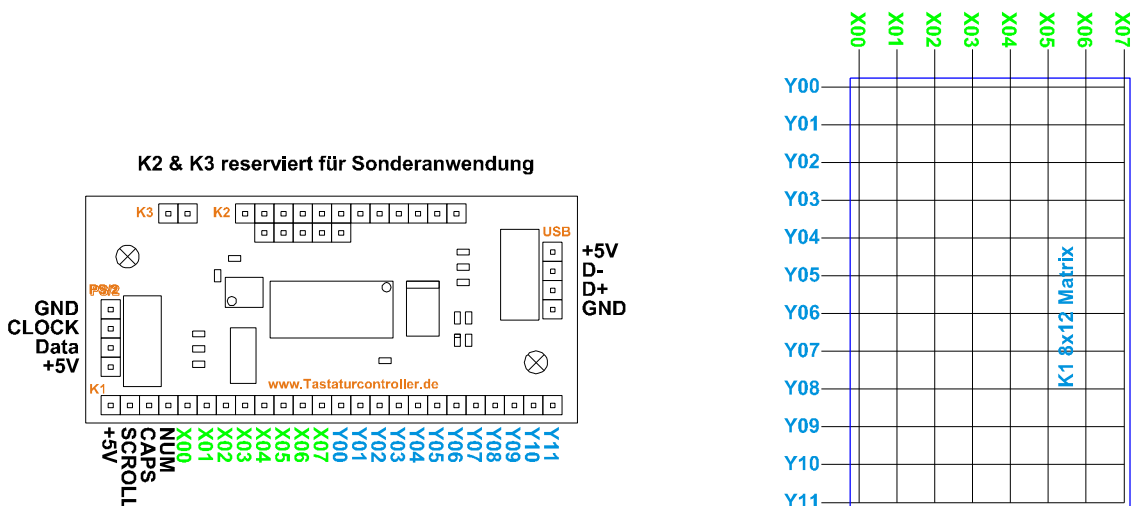 K2 & K3 reserviert für Sonderanwendung
K3
K2
USB
+5V
D-
D+
GND
PS/2
GND
CLOCK
Data
+5V
K1
www.Tastaturcontroller.de
+5V
SCROLL
CAPS
NUM
X00
X01
X02
X03
X04
X05
X06
X07
Y00
Y01
Y02
Y03
Y04
Y05
Y06
Y07
Y08
Y09
Y10
Y11
X00
X01
X02
X03
X04
X05
X06
X07
Y00
Y01
Y02
Y03
Y04
Y05
Y06
Y07
Y08
Y09
Y10
Y11
K1 8x12 Matrix